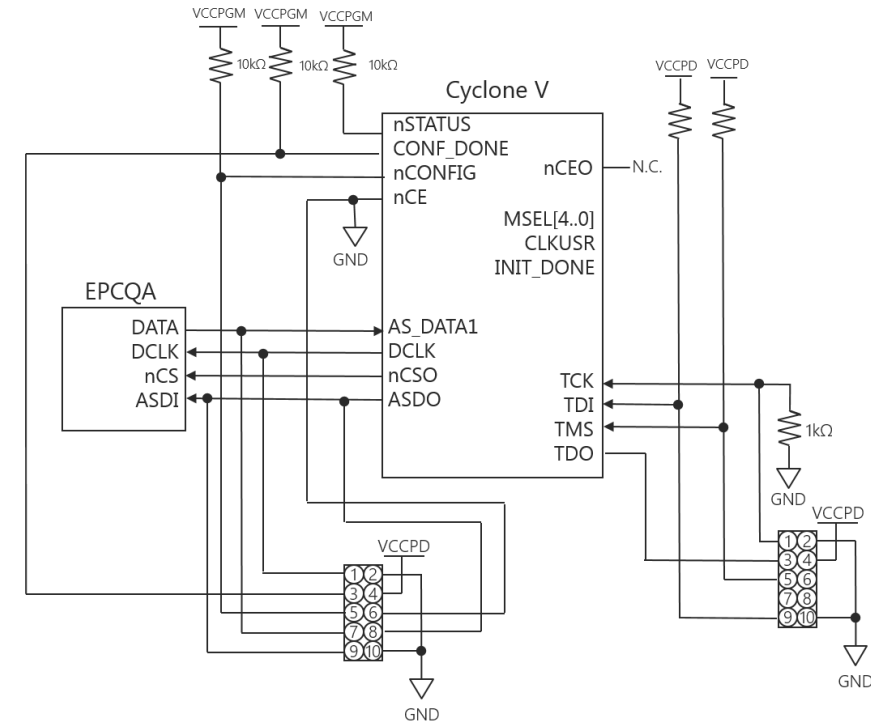 VCCPGM VCCPGM VCCPGM
10kΩ 10kΩ 10kΩ
VCCPD VCCPD
Cyclone V
nSTATUS
CONF_DONE
nCONFIG
nCE
nCEO
N.C.
MSEL[4..0]
CLKUSR
INIT_DONE
GND
EPCQA
DATA
DCLK
nCS
ASDI
AS_DATA1
DCLK
nCSO
ASDO
TCK
TDI
TMS
TDO
1kΩ
GND
VCCPD
1 2
3 4
5 6
7 8
9 10
GND
VCCPD
1 2
3 4
5 6
7 8
9 10
GND